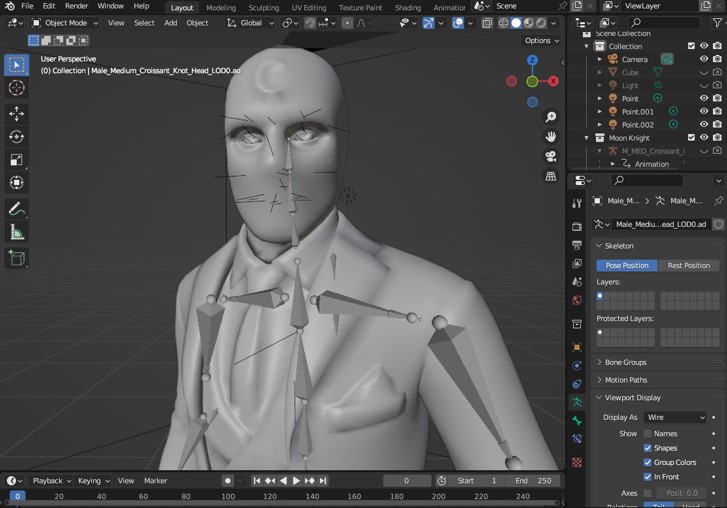 File Edit Render Window Help Layout Modeling Sculpting UV Editing Texture Paint Shading Animation Scene ViewLayer
Object Mode View Select Add Object Global
Options
User Perspective
(0) Collection | Male_Medium_Croissant_Knot_Head_LOD0.ao
Z
X
Scene Collection
Collection
Camera
Cube
Light
Point
Point.001
Point.002
Moon Knight
M_MED_Croissant_I
Animation
Male_M... Male_M...
Male_Mediu...ead_LOD0.ad
Skeleton
Pose Position Rest Position
Layers:
Protected Layers:
Bone Groups
Motion Paths
Viewport Display
Display As Wire
Show Names
Shapes
Group Colors
In Front
Axes Posit 0.0
Relations Tail Head
Playback Keying View Marker 0 Start 1 End 250
0 20 40 60 80 100 120 140 160 180 200 220 240